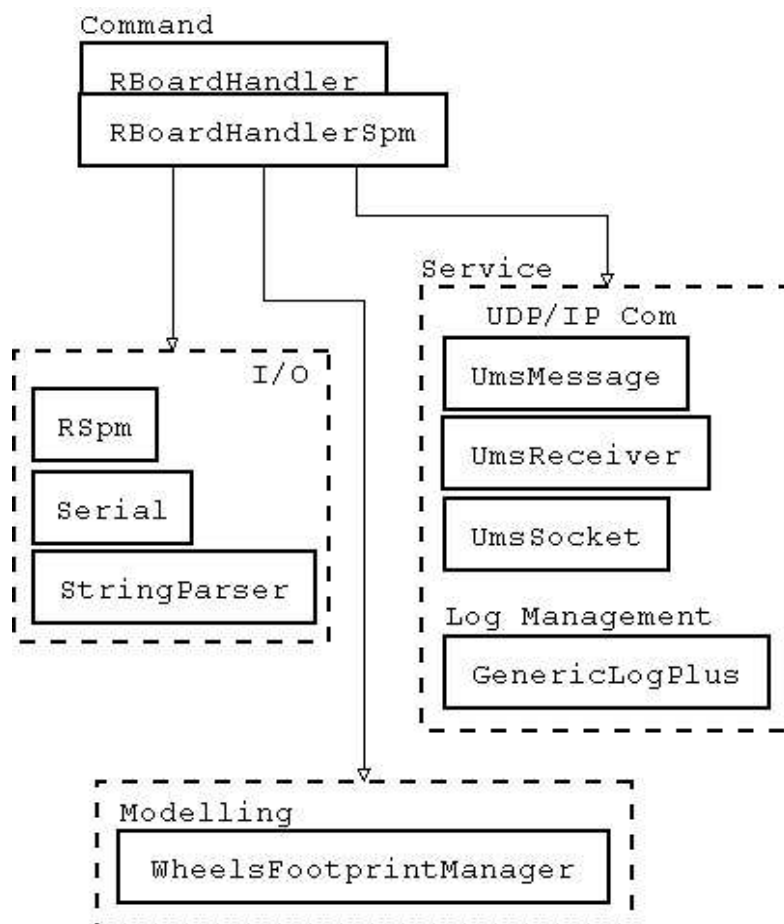 Command
RBoardHandler
RBoardHandlerSpm
Service
UDP/IP Com
UmsMessage
UmsReceiver
UmsSocket
Log Management
GenericLogPlus
I/O
RSpm
Serial
StringParser
Modelling
WheelsFootprintManager